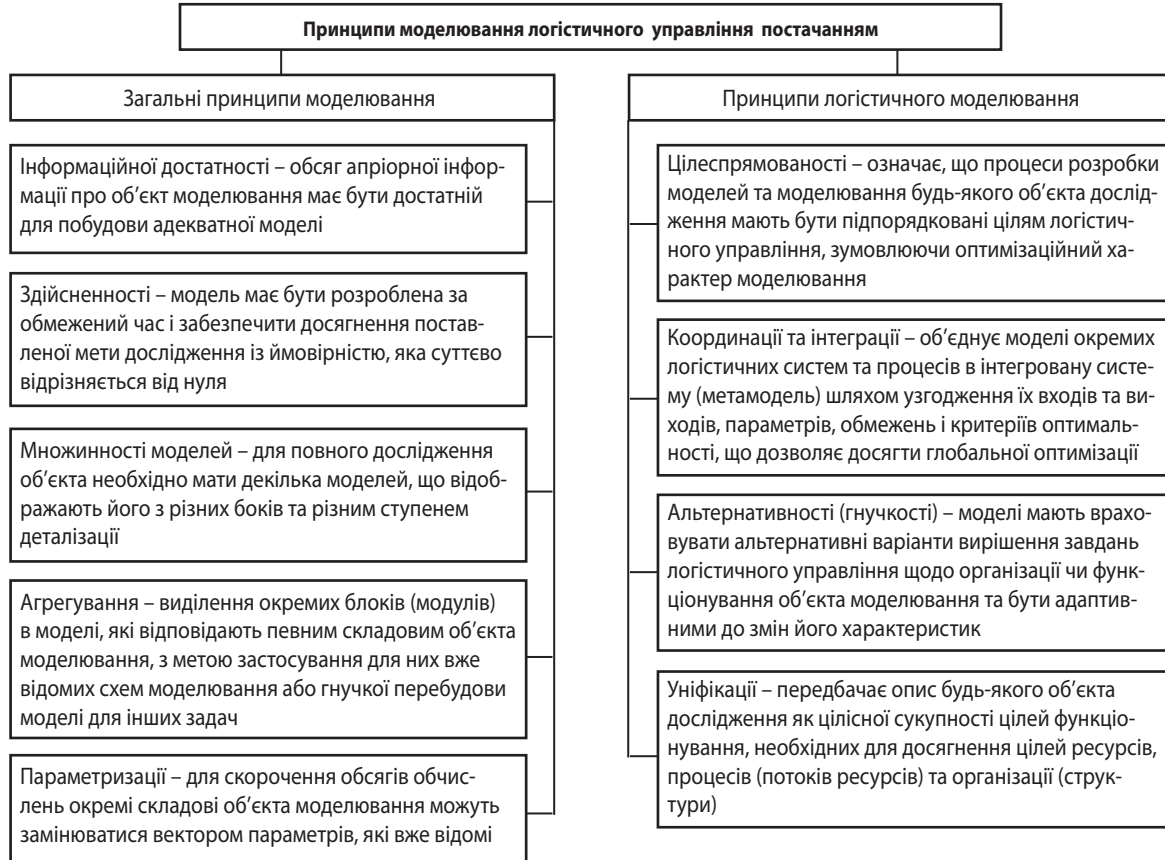 Принципи моделювання логістичного управління постачанням
Загальні принципи моделювання
Інформаційної достатності – обсяг апріорної інфор-
мації про об’єкт моделювання має бути достатній
для побудови адекватної моделі
Здійсненності – модель має бути розроблена за
обмежений час і забезпечити досягнення постав-
леної мети дослідження із ймовірністю, яка суттєво
відрізняється від нуля
Множинності моделей – для повного дослідження
об’єкта необхідно мати декілька моделей, що відоб-
ражають його з різних боків та різним ступенем
деталізації
Агрегування – виділення окремих блоків (модулів)
в моделі, які відповідають певним складовим об’єкта
моделювання, з метою застосування для них вже
відомих схем моделювання або гнучкої перебудови
моделі для інших задач
Параметризації – для скорочення обсягів обчис-
лень окремі складові об’єкта моделювання можуть
замінюватися вектором параметрів, які вже відомі
Принципи логістичного моделювання
Цілеспрямованості – означає, що процеси розробки
моделей та моделювання будь-якого об’єкта дослід-
ження мають бути підпорядковані цілям логістич-
ного управління, зумовлюючи оптимізаційний ха-
рактер моделювання
Координації та інтеграції – об’єднує моделі окремих
логістичних систем та процесів в інтегровану систе-
му (метамодель) шляхом узгодження їх входів та ви-
ходів, параметрів, обмежень і критеріїв оптималь-
ності, що дозволяє досягти глобальної оптимізації
Альтернативності (гнучкості) – моделі мають врахо-
вувати альтернативні варіанти вирішення завдань
логістичного управління щодо організації чи функ-
ціонування об’єкта моделювання та бути адаптив-
ними до змін його характеристик
Уніфікації – передбачає опис будь-якого об’єкта
дослідження як цілісної сукупності цілей функціо-
нування, необхідних для досягнення цілей ресурсів,
процесів (потоків ресурсів) та організації (струк-
тури)